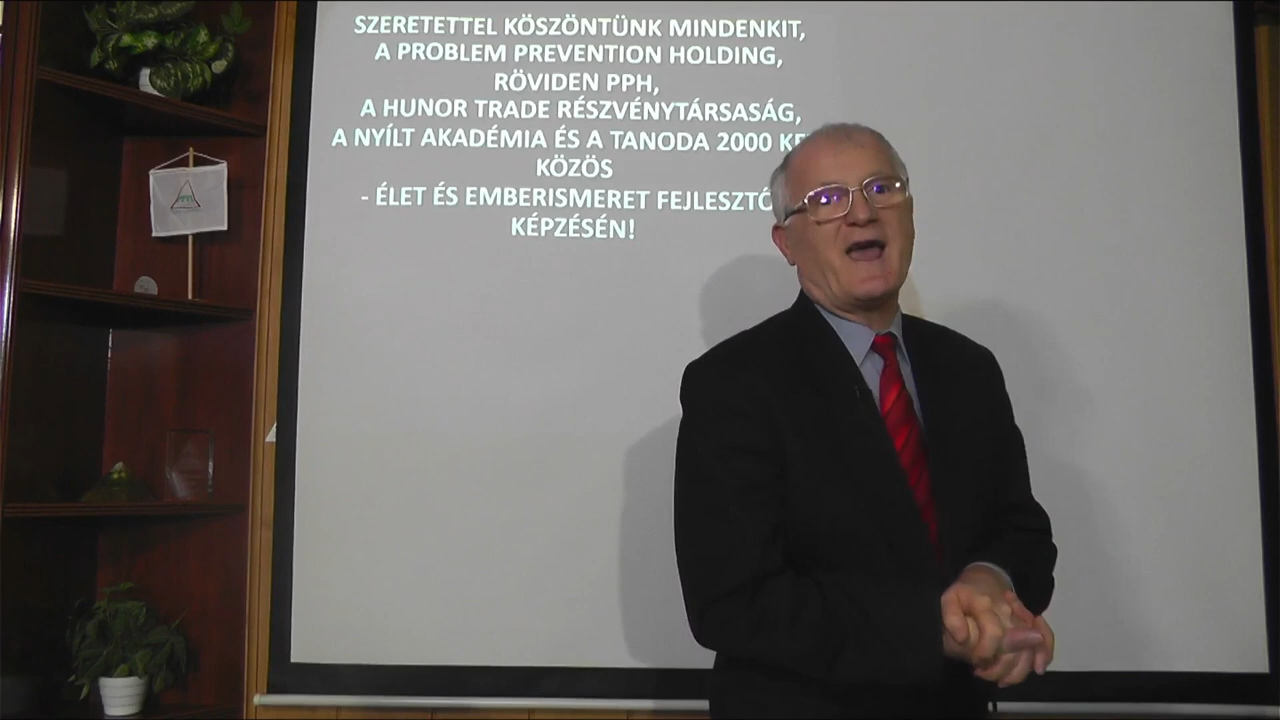 SZERETETTEL KÖSZÖNTÜNK MINDENKIT,
A PROBLEM PREVENTION HOLDING,
RÖVIDEN PPH,
A HUNOR TRADE RÉSZVÉNYTÁRSASÁG,
A NYÍLT AKADÉMIA ÉS A TANODA 2000
KÖZÖS
- ÉLET ÉS EMBERISMERET FEJLESZTŐ
KÉPZÉSÉN!